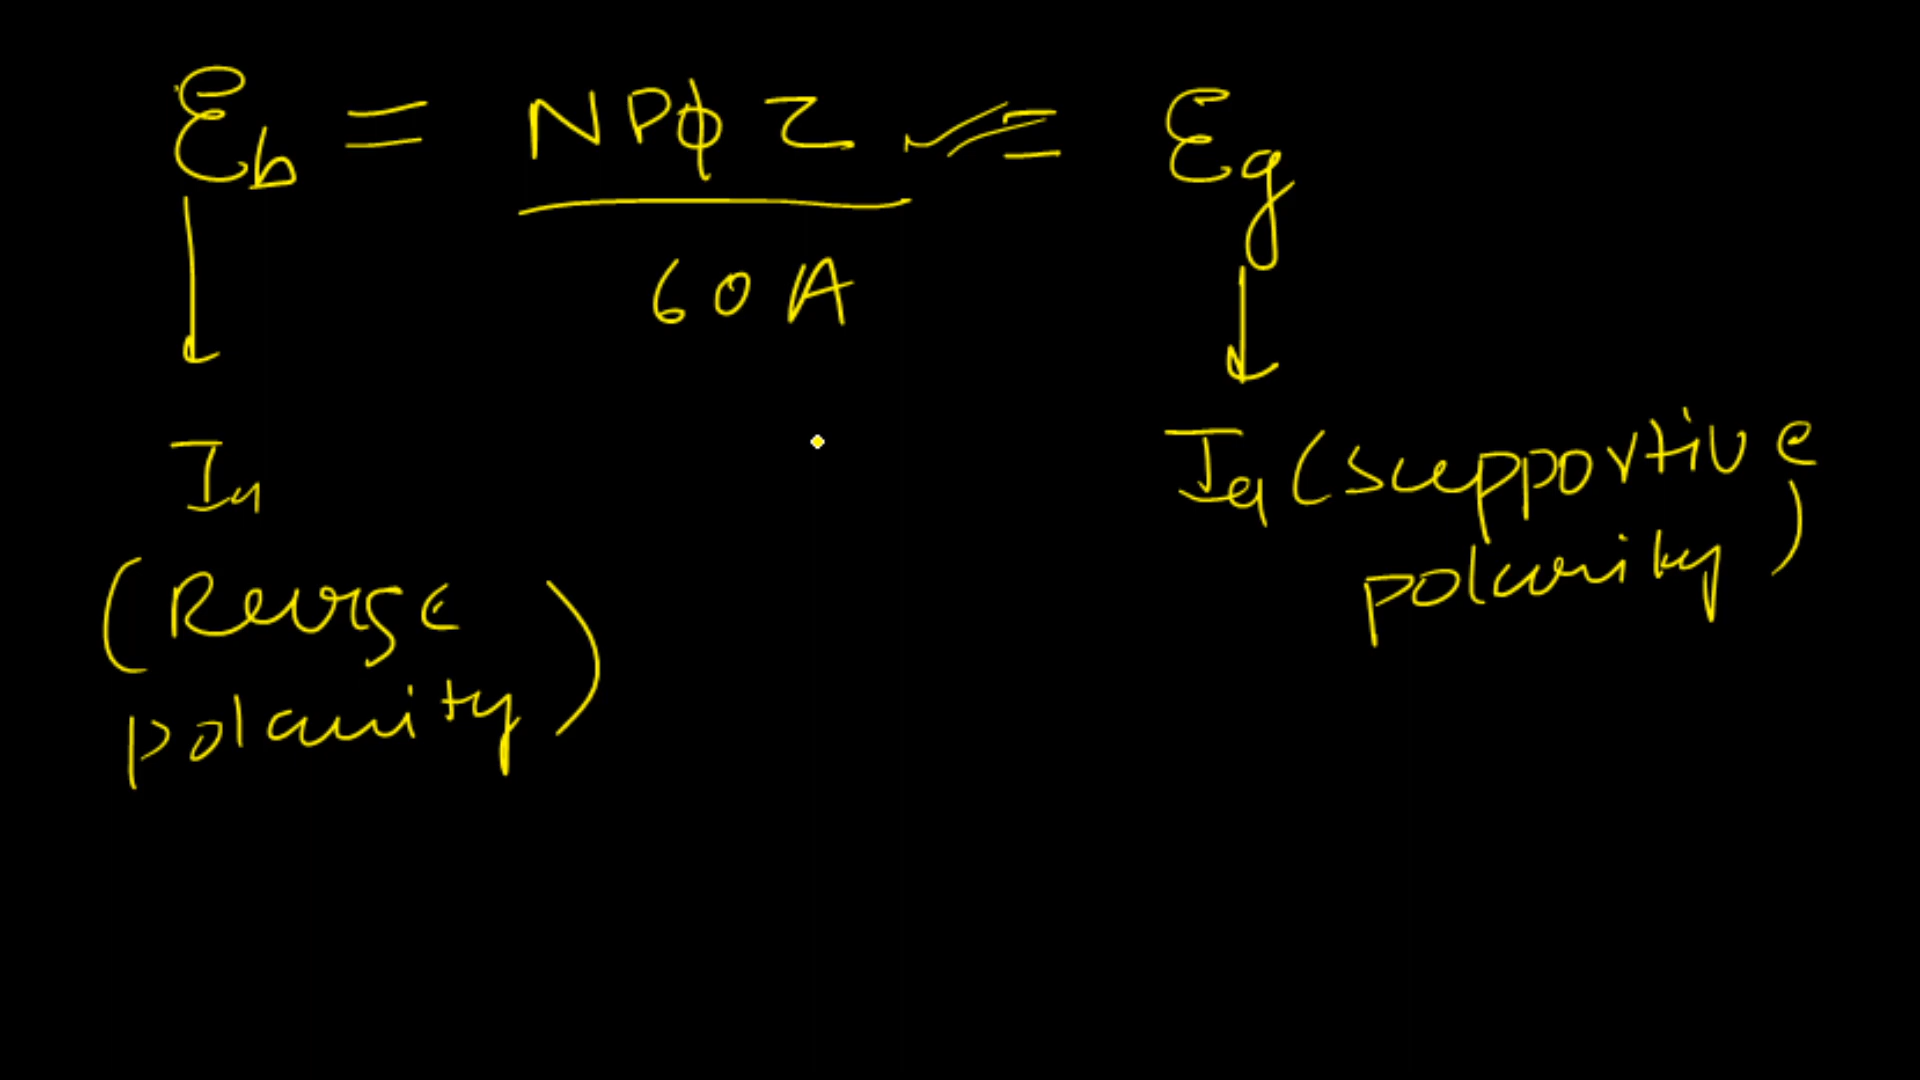 Eb = NPϕZ = Eg
60A
Ia
Ia (supportive
polarity)
(Reverse
polarity)